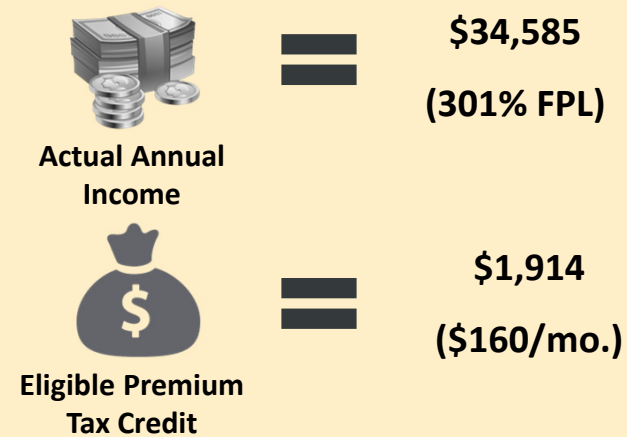 $34,585
(301% FPL)
Actual Annual
Income
$
$1,914
($160/mo.)
Eligible Premium
Tax Credit